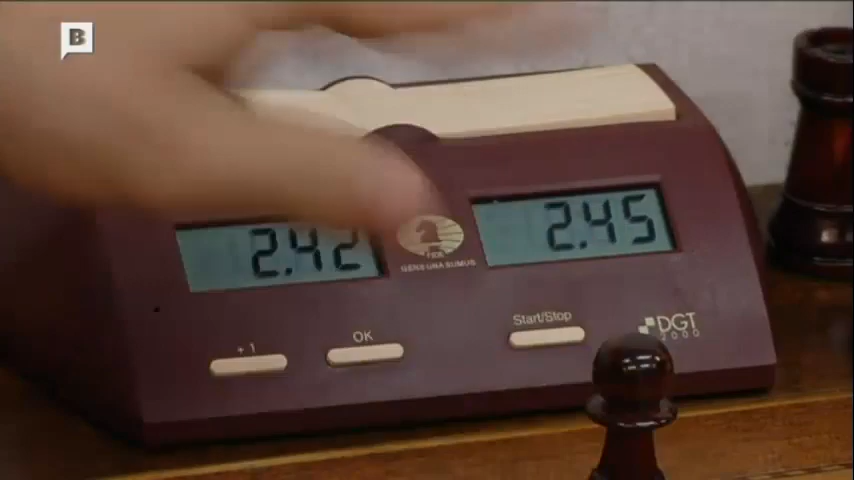 B
2.42
2.45
FIDE
GENS UNA SUMUS
+1
OK
Start/Stop
DGT
2000